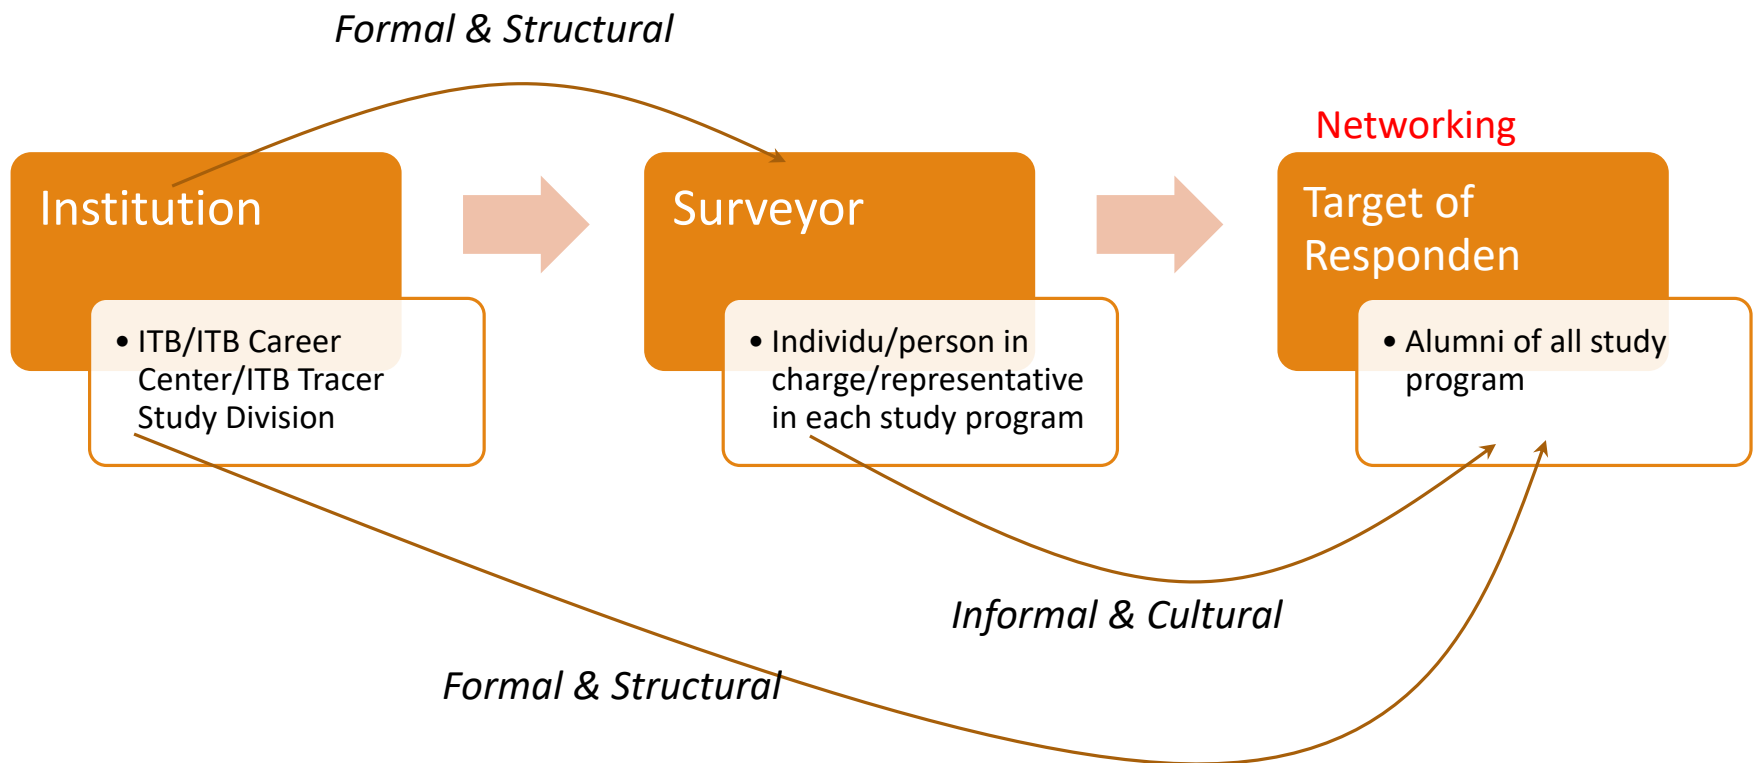 Formal & Structural
Networking
Institution
Surveyor
Target of
Responden
• ITB/ITB Career
Center/ITB Tracer
Study Division
• Individu/person in
charge/representative
in each study program
• Alumni of all study
program
Informal & Cultural
Formal & Structural